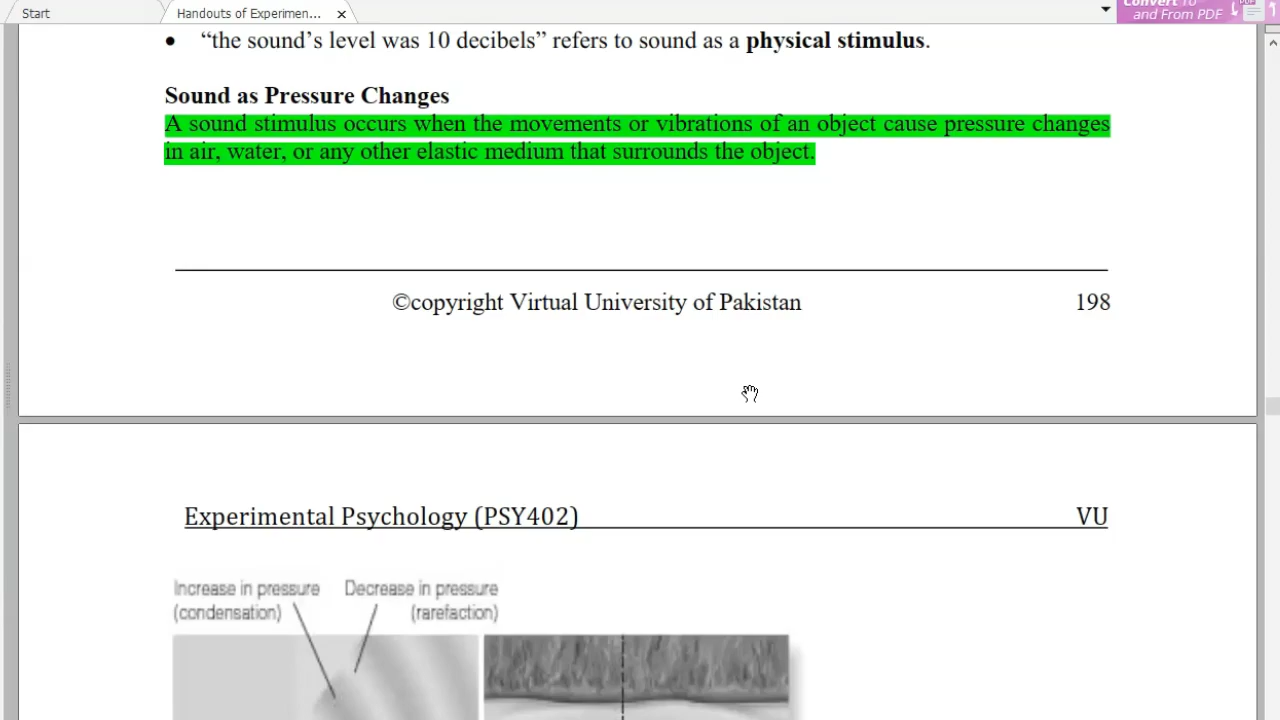 Start
Handouts of Experimen...
Convert To
and From PDF
• “the sound’s level was 10 decibels” refers to sound as a physical stimulus.
Sound as Pressure Changes
A sound stimulus occurs when the movements or vibrations of an object cause pressure changes
in air, water, or any other elastic medium that surrounds the object.
©copyright Virtual University of Pakistan 198
Experimental Psychology (PSY402) VU
Increase in pressure Decrease in pressure
(condensation) (rarefaction)